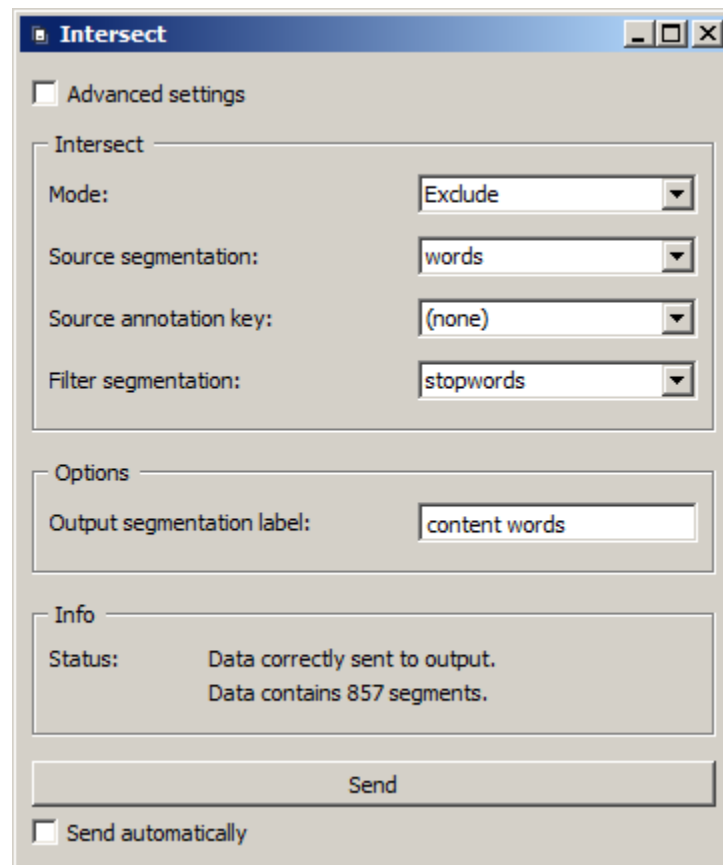 Intersect
Advanced settings
Intersect
Mode: Exclude
Source segmentation: words
Source annotation key: (none)
Filter segmentation: stopwords
Options
Output segmentation label: content words
Info
Status: Data correctly sent to output.
Data contains 857 segments.
Send
Send automatically